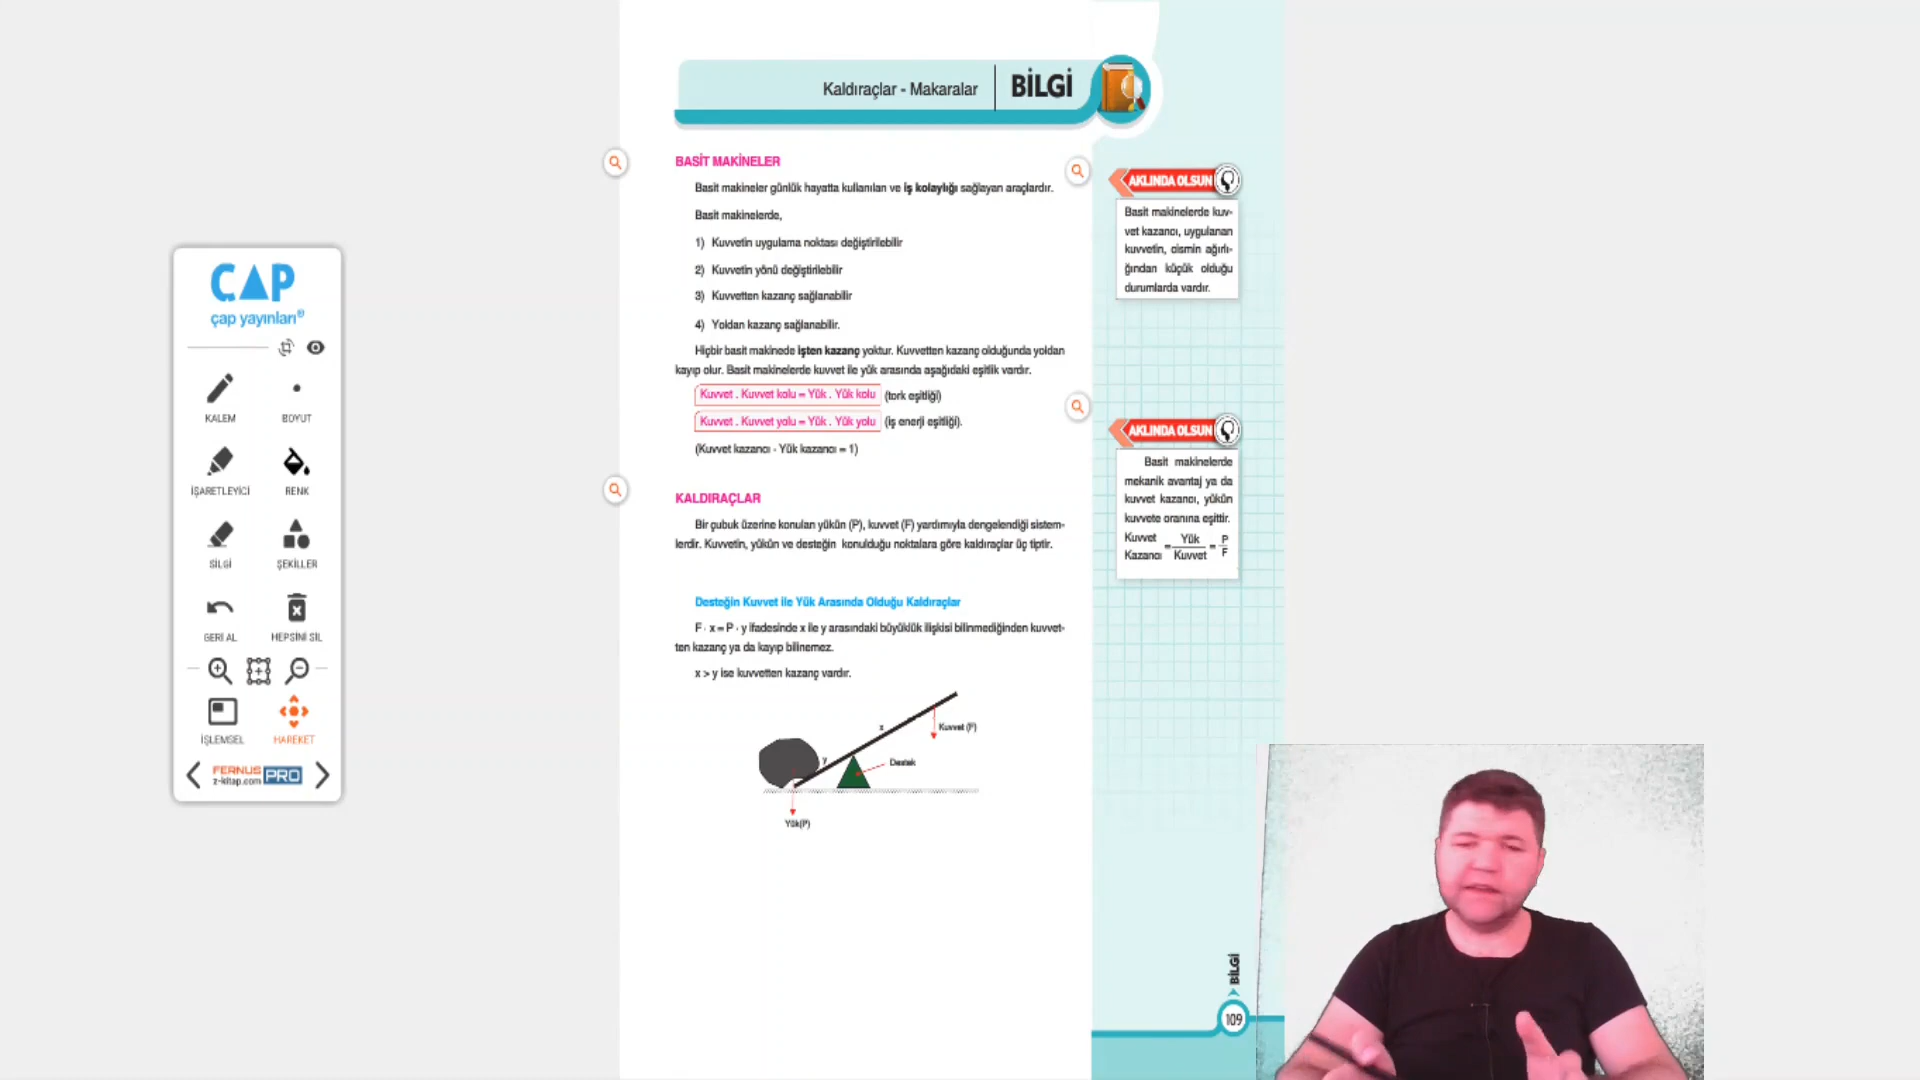 Kaldıraçlar - Makaralar
BİLGİ
BASİT MAKİNELER
Basit makineler günlük hayatta kullanılan ve iş kolaylığı sağlayan araçlardır.
Basit makinelerde,
1) Kuvvetin uygulama noktası değiştirilebilir
2) Kuvvetin yönü değiştirilebilir
3) Kuvvetten kazanç sağlanabilir
4) Yoldan kazanç sağlanabilir.
Hiçbir basit makinede işten kazanç yoktur. Kuvvetten kazanç olduğunda yoldan
kayıp olur. Basit makinelerde kuvvet ile yük arasında aşağıdaki eşitlik vardır.
Kuvvet . Kuvvet kolu = Yük . Yük kolu (tork eşitliği)
Kuvvet . Kuvvet yolu = Yük . Yük yolu (iş enerji eşitliği).
(Kuvvet kazancı - Yük kazancı = 1)
KALDIRAÇLAR
Bir çubuk üzerine konulan yükün (P), kuvvet (F) yardımıyla dengelendiği sistem-
lerdir. Kuvvetin, yükün ve desteğin konulduğu noktalara göre kaldıraçlar üç tiptir.
Desteğin Kuvvet ile Yük Arasında Olduğu Kaldıraçlar
F · x = P · y ifadesinde x ile y arasındaki büyüklük ilişkisi bilinmediğinden kuvvet-
ten kazanç ya da kayıp bilinemez.
x > y ise kuvvetten kazanç vardır.
x
Kuvvet (F)
y
Destek
Yük(P)
AKLINDA OLSUN
Basit makinelerde kuv-
vet kazancı, uygulanan
kuvvetin, cismin ağırlı-
ğından küçük olduğu
durumlarda vardır.
AKLINDA OLSUN
Basit makinelerde
mekanik avantaj ya da
kuvvet kazancı, yükün
kuvvete oranına eşittir.
Kuvvet Kazancı = Yük / Kuvvet = P / F
BİLGİ
109
ÇAP
çap yayınları®
KALEM
BOYUT
İŞARETLEYİCİ
RENK
SİLGİ
ŞEKİLLER
GERİ AL
HEPSİNİ SİL
İŞLEMSEL
HAREKET
FERNUS
z-kitap.com
PRO